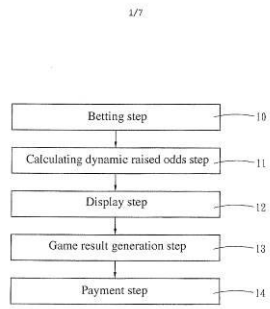 1/7
Betting step
10
Calculating dynamic raised odds step
11
Display step
12
Game result generation step
13
Payment step
14